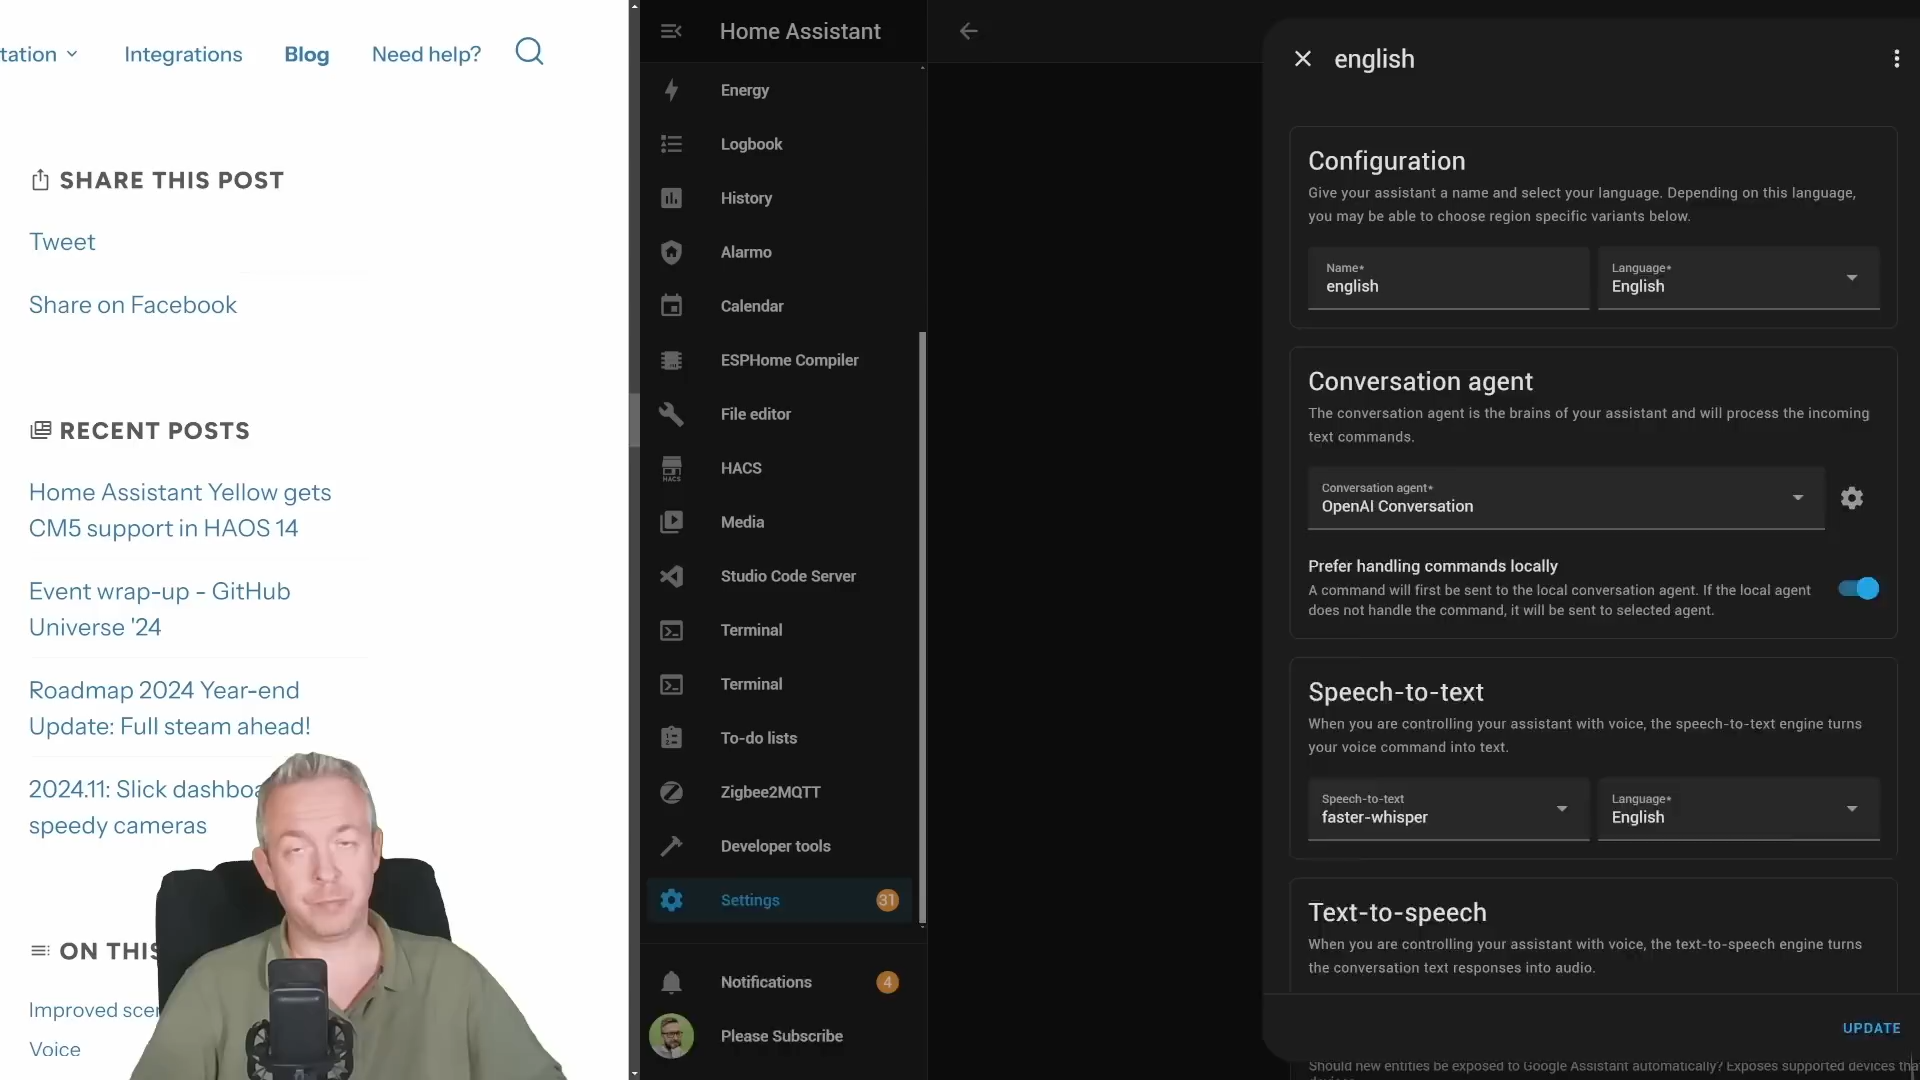 tation
Integrations
Blog
Need help?
SHARE THIS POST
Tweet
Share on Facebook
RECENT POSTS
Home Assistant Yellow gets
CM5 support in HAOS 14
Event wrap-up - GitHub
Universe '24
Roadmap 2024 Year-end
Update: Full steam ahead!
2024.11: Slick dashboa
speedy cameras
ON THIS
Improved scen
Voice
Home Assistant
Energy
Logbook
History
Alarmo
Calendar
ESPHome Compiler
File editor
HACS
HACS
Media
Studio Code Server
Terminal
Terminal
To-do lists
Zigbee2MQTT
Developer tools
Settings
31
Notifications
4
Please Subscribe
english
Configuration
Give your assistant a name and select your language. Depending on this language,
you may be able to choose region specific variants below.
Name*
english
Language*
English
Conversation agent
The conversation agent is the brains of your assistant and will process the incoming
text commands.
Conversation agent*
OpenAI Conversation
Prefer handling commands locally
A command will first be sent to the local conversation agent. If the local agent
does not handle the command, it will be sent to selected agent.
Speech-to-text
When you are controlling your assistant with voice, the speech-to-text engine turns
your voice command into text.
Speech-to-text
faster-whisper
Language*
English
Text-to-speech
When you are controlling your assistant with voice, the text-to-speech engine turns
the conversation text responses into audio.
UPDATE
Should new entities be exposed to Google Assistant automatically? Exposes supported devices tha